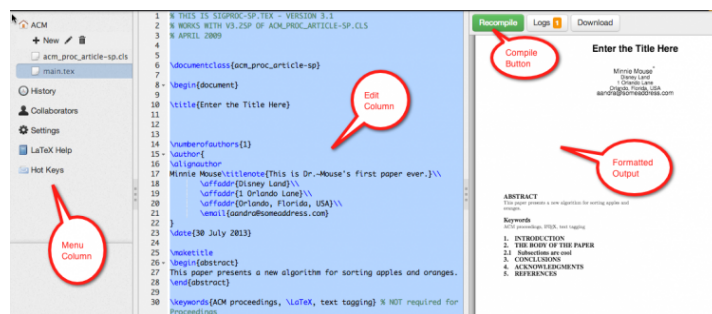 ACM
+ New
acm_proc_article-sp.cls
main.tex
History
Collaborators
Settings
LaTeX Help
Hot Keys
Menu
Column
1 % THIS IS SIGPROC-SP.TEX - VERSION 3.1
2 % WORKS WITH V3.2SP OF ACM_PROC_ARTICLE-SP.CLS
3 % APRIL 2009
4
5
6 \documentclass{acm_proc_article-sp}
7
8 \begin{document}
9
10 \title{Enter the Title Here}
11
12
13
14 \numberofauthors{1}
15 \author{
16 \alignauthor
17 Minnie Mouse\titlenote{This is Dr.~Mouse's first paper ever.}\\
18 \affaddr{Disney Land}\\
19 \affaddr{1 Orlando Lane}\\
20 \affaddr{Orlando, Florida, USA}\\
21 \email{aandra@someaddress.com}
22 }
23 \date{30 July 2013}
24
25 \maketitle
26 \begin{abstract}
27 This paper presents a new algorithm for sorting apples and oranges.
28 \end{abstract}
29
30 \keywords{ACM proceedings, \LaTeX, text tagging} % NOT required for
Proceedings
Edit
Column
Recompile Logs 1 Download
Compile
Button
Enter the Title Here
Minnie Mouse*
Disney Land
1 Orlando Lane
Orlando, Florida, USA
aandra@someaddress.com
Formatted
Output
ABSTRACT
This paper presents a new algorithm for sorting apples and
oranges.
Keywords
ACM proceedings, LATEX, text tagging
1. INTRODUCTION
2. THE BODY OF THE PAPER
2.1 Subsections are cool
3. CONCLUSIONS
4. ACKNOWLEDGMENTS
5. REFERENCES